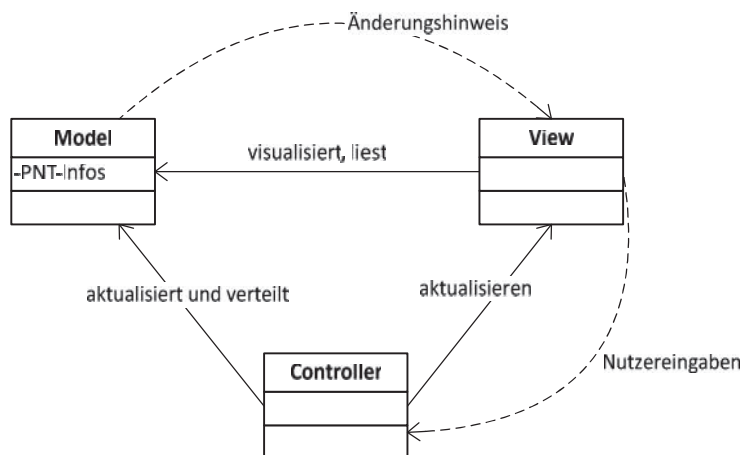 Änderungshinweis
Model
View
-PNT-Infos
visualisiert, liest
aktualisiert und verteilt
aktualisieren
Controller
Nutzereingaben